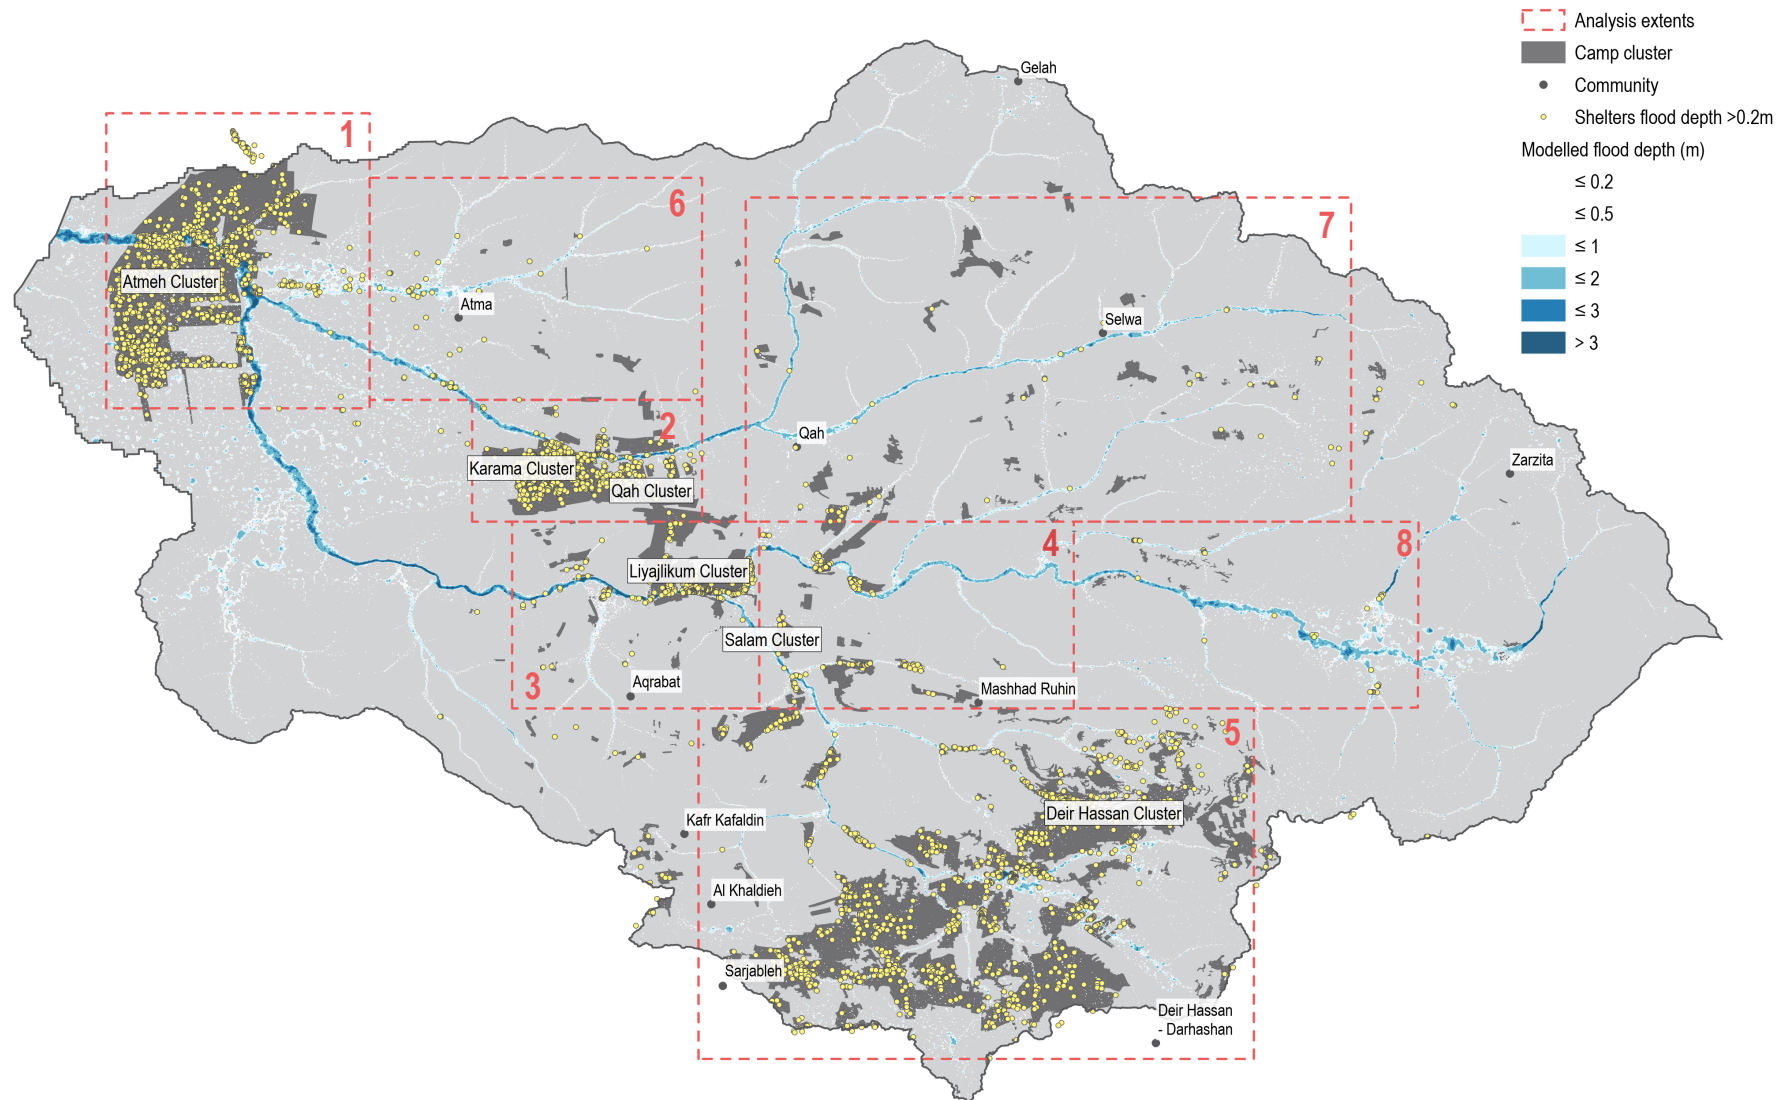 Analysis extents
Camp cluster
Community
Shelters flood depth >0.2m
Modelled flood depth (m)
≤ 0.2
≤ 0.5
≤ 1
≤ 2
≤ 3
> 3
Gelah
1
6
7
Atmeh Cluster
Atma
Selwa
2
Qah
Karama Cluster
Qah Cluster
Zarzita
4
8
Liyajlikum Cluster
Salam Cluster
3
Aqrabat
Mashhad Ruhin
5
Deir Hassan Cluster
Kafr Kafaldin
Al Khaldieh
Sarjableh
Deir Hassan
- Darhashan